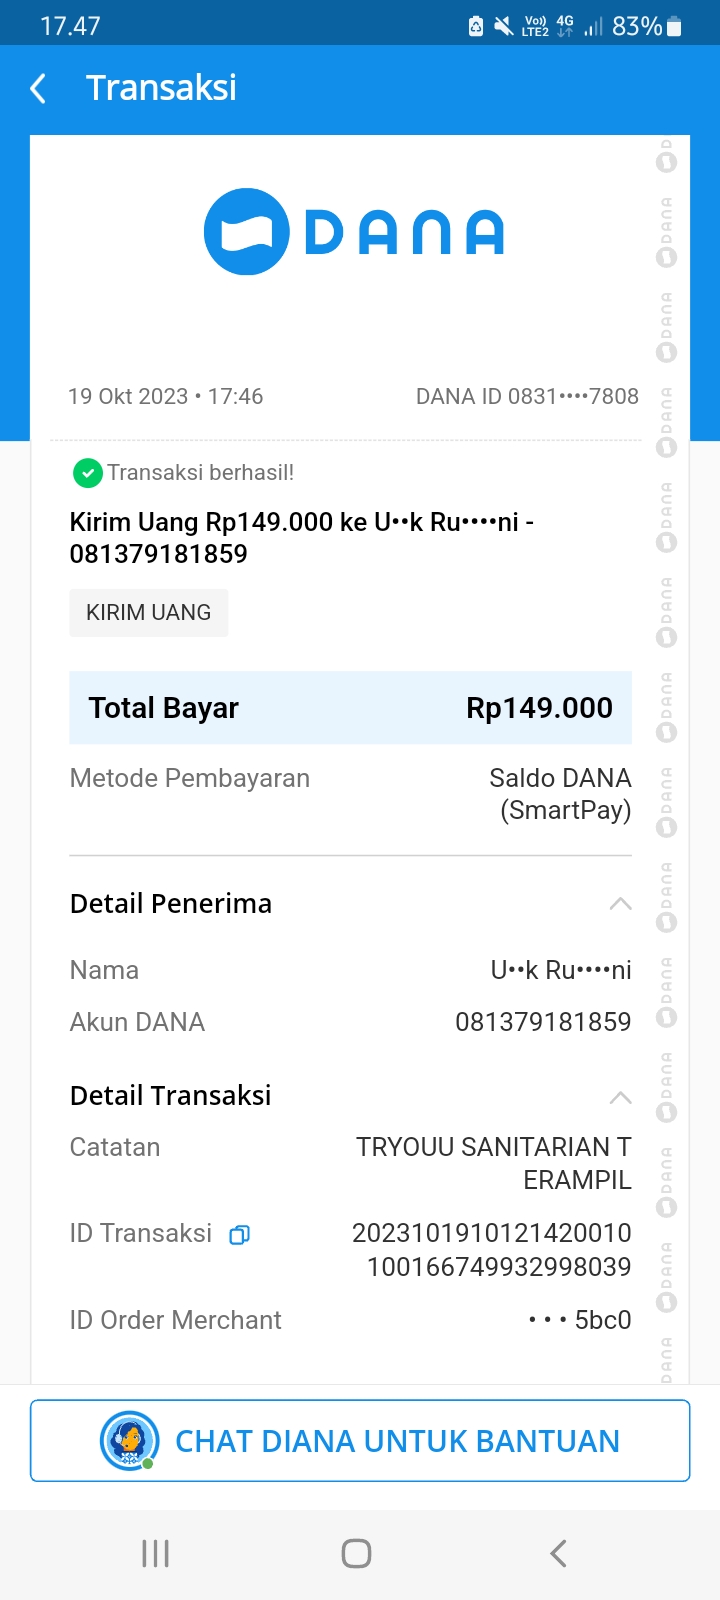 17.47
Vo)) LTE2 4G 83%
Transaksi
DANA
19 Okt 2023 • 17:46 DANA ID 0831••••7808
Transaksi berhasil!
Kirim Uang Rp149.000 ke U••k Ru••••ni -
081379181859
KIRIM UANG
Total Bayar Rp149.000
Metode Pembayaran Saldo DANA
(SmartPay)
Detail Penerima
Nama U••k Ru••••ni
Akun DANA 081379181859
Detail Transaksi
Catatan TRYOUU SANITARIAN T
ERAMPIL
ID Transaksi 2023101910121420010
100166749932998039
ID Order Merchant • • • 5bc0
CHAT DIANA UNTUK BANTUAN
DANA
DANA
DANA
DANA
DANA
DANA
DANA
DANA
DANA
DANA
DANA
DANA
DANA